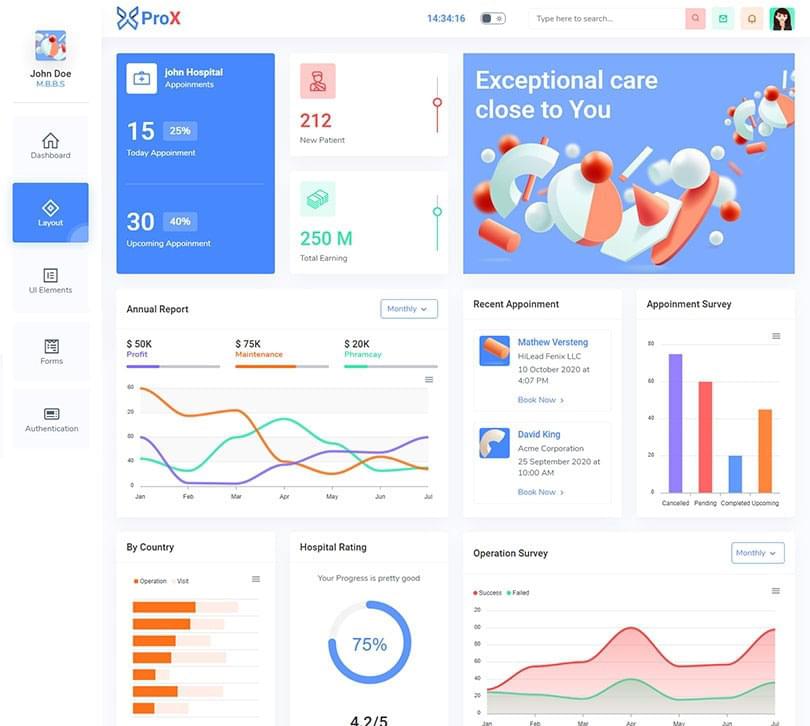 ProX
14:34:16
Type here to search...
John Doe
M.B.B.S
Dashboard
Layout
UI Elements
Forms
Authentication
john Hospital
Appoinments
15 25%
Today Appoinment
30 40%
Upcoming Appoinment
212
New Patient
250 M
Total Earning
Exceptional care
close to You
Annual Report
Monthly
$ 50K
Profit
$ 75K
Maintenance
$ 20K
Phramcay
60
20
80
40
0
Jan Feb Mar Apr May Jun Jul
Recent Appoinment
Mathew Versteng
HiLead Fenix LLC
10 October 2020 at
4:07 PM
Book Now
David King
Acme Corporation
25 September 2020 at
10:00 AM
Book Now
Appoinment Survey
80
60
40
20
0
Cancelled Pending Completed Upcoming
By Country
Operation Visit
Hospital Rating
Your Progress is pretty good
75%
4.2/5
Operation Survey
Monthly
Success Failed
20
00
80
60
40
20
0
Jan Feb Mar Apr May Jun Jul